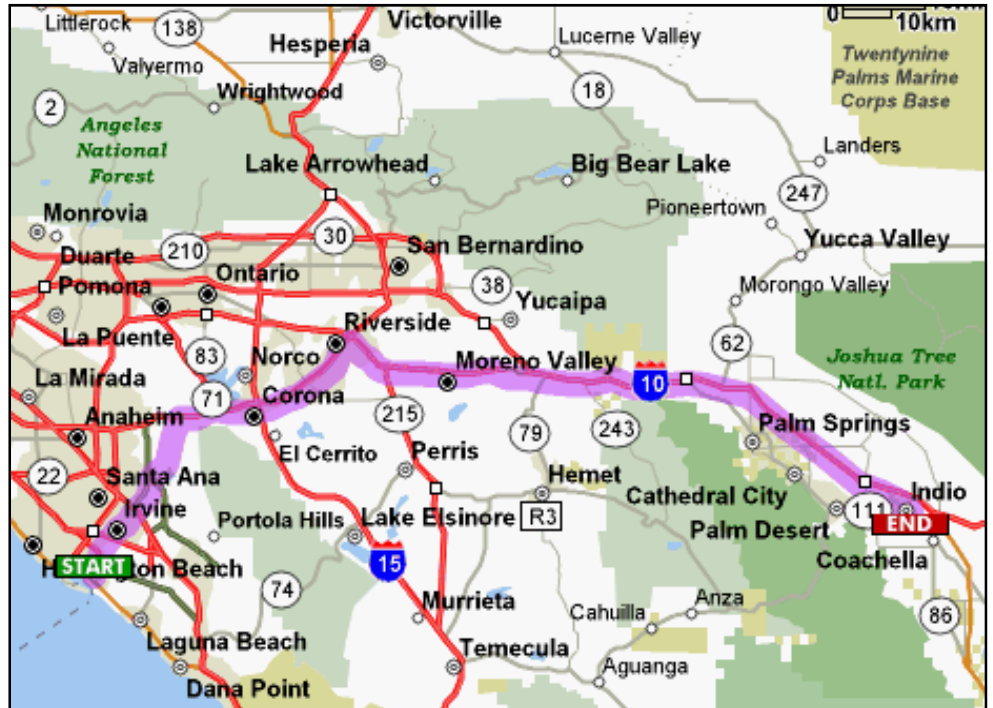 Littlerock
138
Victorville
0
10km
Hesperia
Lucerne Valley
Valyermo
Twentynine
Palms Marine
Corps Base
2
Wrightwood
18
Angeles
National
Forest
Lake Arrowhead
Big Bear Lake
Landers
247
Monrovia
Pioneertown
30
210
Duarte
San Bernardino
Yucca Valley
Ontario
Pomona
38
Yucaipa
Morongo Valley
Riverside
La Puente
83
Norco
Moreno Valley
62
Joshua Tree
Natl. Park
La Mirada
71
Corona
10
Anaheim
215
79
243
Palm Springs
El Cerrito
Perris
22
Santa Ana
Hemet
Cathedral City
Indio
Irvine
Portola Hills
Lake Elsinore
R3
111
Palm Desert
END
START
ton Beach
15
Coachella
74
Murrieta
Cahuilla
Anza
86
Laguna Beach
Temecula
Aguanga
Dana Point